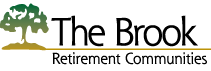 The Brook
Retirement Communities